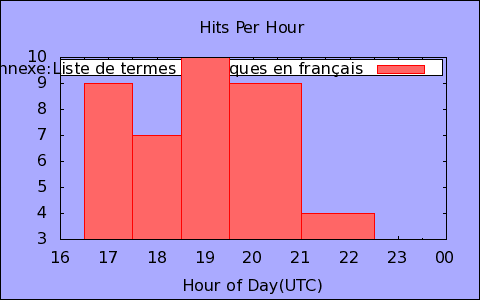 Hits Per Hour
10
nnexe:Liste de termes ques en français
9
8
7
6
5
4
3
16 17 18 19 20 21 22 23 00
Hour of Day(UTC)